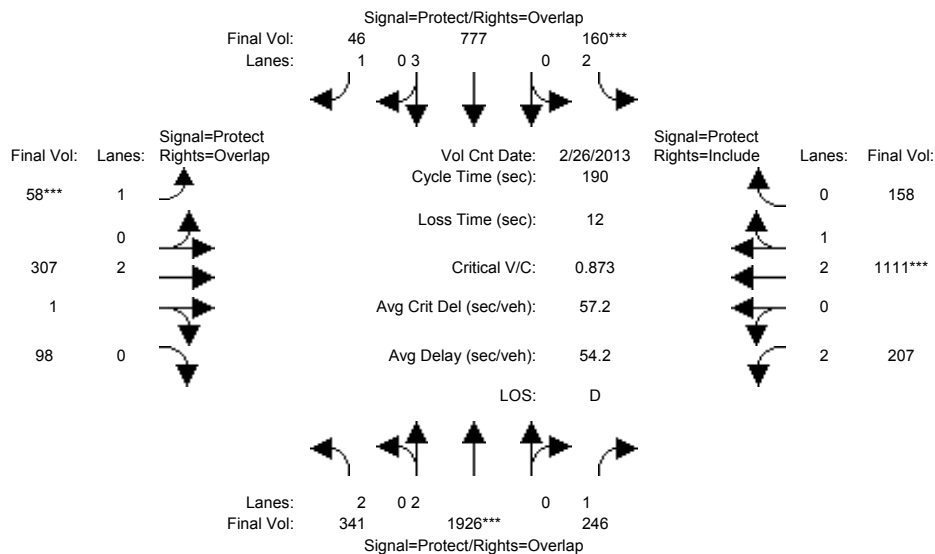 Signal=Protect/Rights=Overlap
Final Vol: 46 777 160***
Lanes: 1 0 3 0 2
Signal=Protect
Final Vol: Lanes: Rights=Overlap
Vol Cnt Date: 2/26/2013
Signal=Protect
Rights=Include Lanes: Final Vol:
Cycle Time (sec): 190
58*** 1
0 158
Loss Time (sec): 12
0
1
307 2
Critical V/C: 0.873
2 1111***
1
Avg Crit Del (sec/veh): 57.2
0
98 0
Avg Delay (sec/veh): 54.2
2 207
LOS: D
Lanes: 2 0 2 0 1
Final Vol: 341 1926*** 246
Signal=Protect/Rights=Overlap